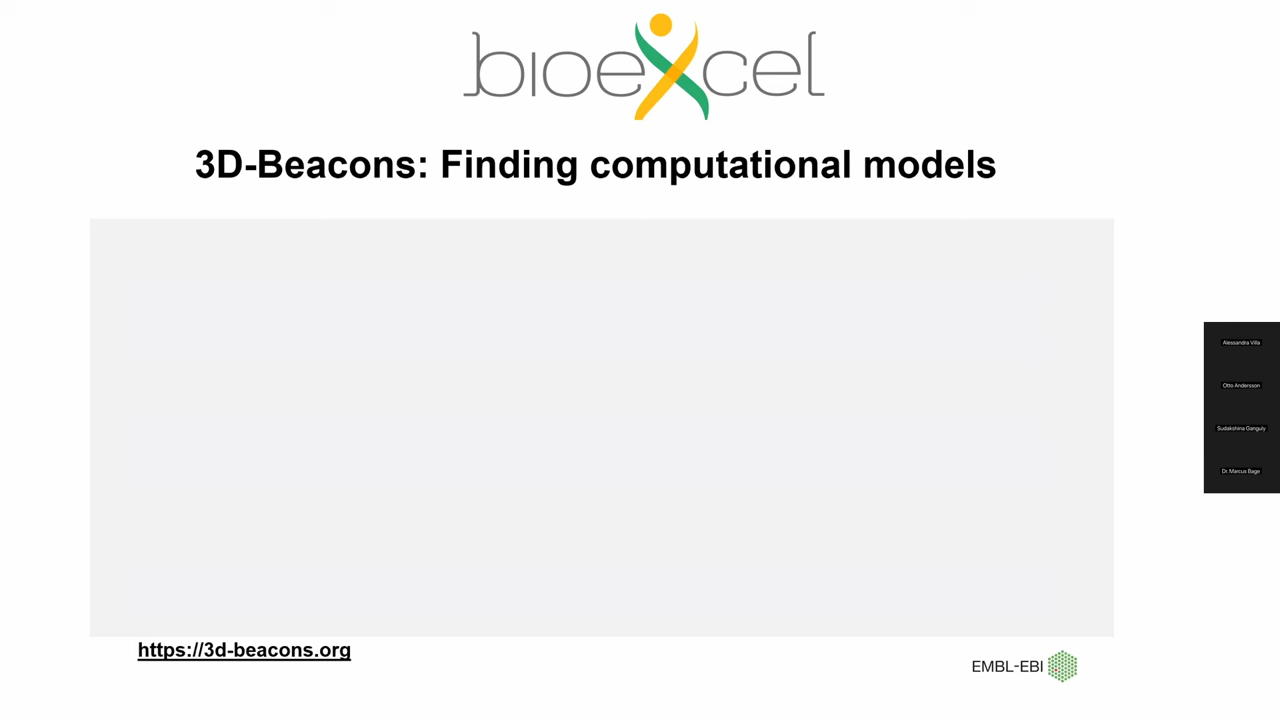 bioexcel
3D-Beacons: Finding computational models
Alessandra Villa
Otto Andersson
Sudakshina Ganguly
Dr. Marcus Bage
https://3d-beacons.org
EMBL-EBI